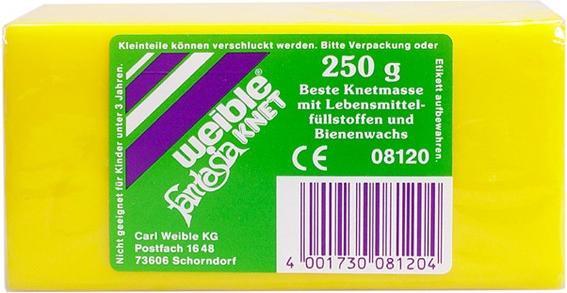 Kleinteile können verschluckt werden. Bitte Verpackung oder
Etikett aufbewahren.
Nicht geeignet für Kinder unter 3 Jahren.
weible®
fantasia KNET
250 g
Beste Knetmasse
mit Lebensmittel-
füllstoffen und
Bienenwachs
CE 08120
Carl Weible KG
Postfach 16 48
73606 Schorndorf
4 001730 081204